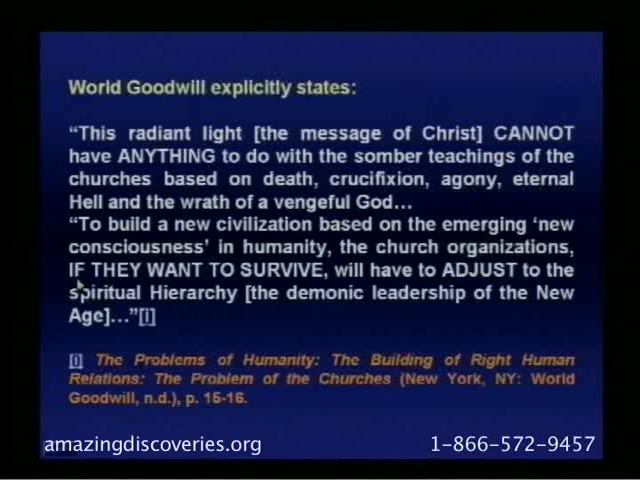 World Goodwill explicitly states:
“This radiant light [the message of Christ] CANNOT
have ANYTHING to do with the somber teachings of the
churches based on death, crucifixion, agony, eternal
Hell and the wrath of a vengeful God…
“To build a new civilization based on the emerging ‘new
consciousness’ in humanity, the church organizations,
IF THEY WANT TO SURVIVE, will have to ADJUST to the
spiritual Hierarchy [the demonic leadership of the New
Age]…”[i]
[i] The Problems of Humanity: The Building of Right Human
Relations: The Problem of the Churches (New York, NY: World
Goodwill, n.d.), p. 15-16.
amazingdiscoveries.org 1-866-572-9457